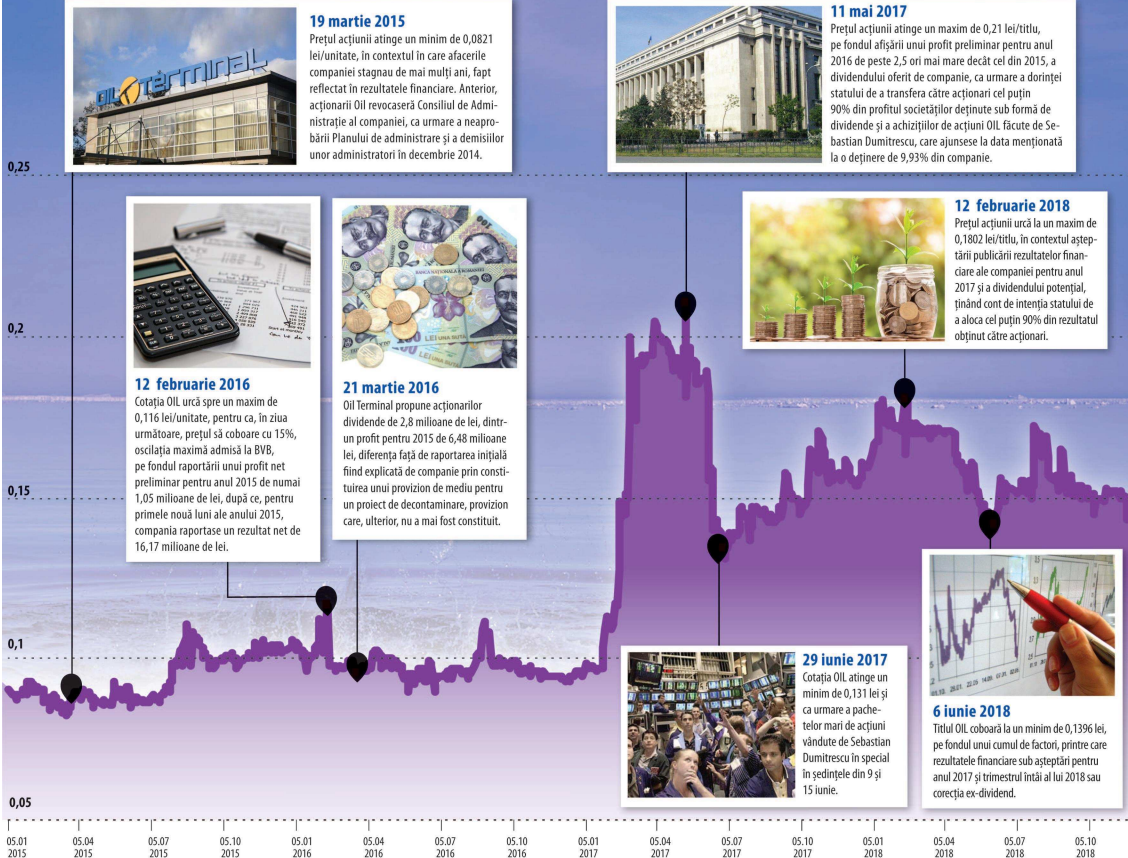 OIL TERMINAL
19 martie 2015
Prețul acțiunii atinge un minim de 0,0821
lei/unitate, în contextul in care afacerile
companiei stagnau de mai mulți ani, fapt
reflectat în rezultatele financiare. Anterior,
acționarii Oil revocaseră Consiliul de Admi-
nistrație al companiei, ca urmare a neapro-
bării Planului de administrare și a demisiilor
unor administratori în decembrie 2014.
11 mai 2017
Prețul acțiunii atinge un maxim de 0,21 lei/titlu,
pe fondul afișării unui profit preliminar pentru anul
2016 de peste 2,5 ori mai mare decât cel din 2015, a
dividendului oferit de companie, ca urmare a dorinței
statului de a transfera către acționari cel puțin
90% din profitul societăților deținute sub formă de
dividende și a achizițiilor de acțiuni OIL făcute de Se-
bastian Dumitrescu, care ajunsese la data menționată
la o deținere de 9,93% din companie.
0,25
12 februarie 2016
Cotația OIL urcă spre un maxim de
0,116 lei/unitate, pentru ca, în ziua
următoare, prețul să coboare cu 15%,
oscilația maximă admisă la BVB,
pe fondul raportării unui profit net
preliminar pentru anul 2015 de numai
1,05 milioane de lei, după ce, pentru
primele nouă luni ale anului 2015,
compania raportase un rezultat net de
16,17 milioane de lei.
BANCA NAȚIONALĂ A ROMÂNIEI
100
LEI UNA SUTĂ
21 martie 2016
Oil Terminal propune acționarilor
dividende de 2,8 milioane de lei, dintr-
un profit pentru 2015 de 6,48 milioane
lei, diferența față de raportarea inițială
fiind explicată de companie prin consti-
tuirea unui provizion de mediu pentru
un proiect de decontaminare, provizion
care, ulterior, nu a mai fost constituit.
12 februarie 2018
Prețul acțiunii urcă la un maxim de
0,1802 lei/titlu, în contextul aștep-
tării publicării rezultatelor finan-
ciare ale companiei pentru anul
2017 și a dividendului potențial,
ținând cont de intenția statului de
a aloca cel puțin 90% din rezultatul
obținut către acționari.
0,2
0,15
0,1
29 iunie 2017
Cotația OIL atinge un
minim de 0,131 lei și
ca urmare a pache-
telor mari de acțiuni
vândute de Sebastian
Dumitrescu în special
în ședințele din 9 și
15 iunie.
6 iunie 2018
Titlul OIL coboară la un minim de 0,1396 lei,
pe fondul unui cumul de factori, printre care
rezultatele financiare sub așteptări pentru
anul 2017 și trimestrul întâi al lui 2018 sau
corecția ex-dividend.
0,05
05.01 05.04 05.07 05.10 05.01 05.04 05.07 05.10 05.01 05.04 05.07 05.10 05.01 05.04 05.07 05.10
2015 2015 2015 2015 2016 2016 2016 2016 2017 2017 2017 2017 2018 2018 2018 2018